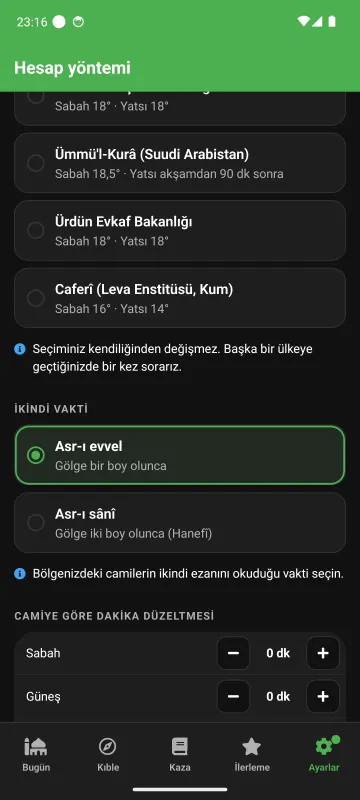 23:16
Hesap yöntemi
Sabah 18° · Yatsı 18°
Ümmü'l-Kurâ (Suudi Arabistan)
Sabah 18,5° · Yatsı akşamdan 90 dk sonra
Ürdün Evkaf Bakanlığı
Sabah 18° · Yatsı 18°
Caferî (Leva Enstitüsü, Kum)
Sabah 16° · Yatsı 14°
Seçiminiz kendiliğinden değişmez. Başka bir ülkeye
geçtiğinizde bir kez sorarız.
İKİNDİ VAKTİ
Asr-ı evvel
Gölge bir boy olunca
Asr-ı sânî
Gölge iki boy olunca (Hanefî)
Bölgenizdeki camilerin ikindi ezanını okuduğu vakti seçin.
CAMİYE GÖRE DAKİKA DÜZELTMESİ
Sabah − 0 dk +
Güneş − 0 dk +
Bugün Kıble Kaza İlerleme Ayarlar